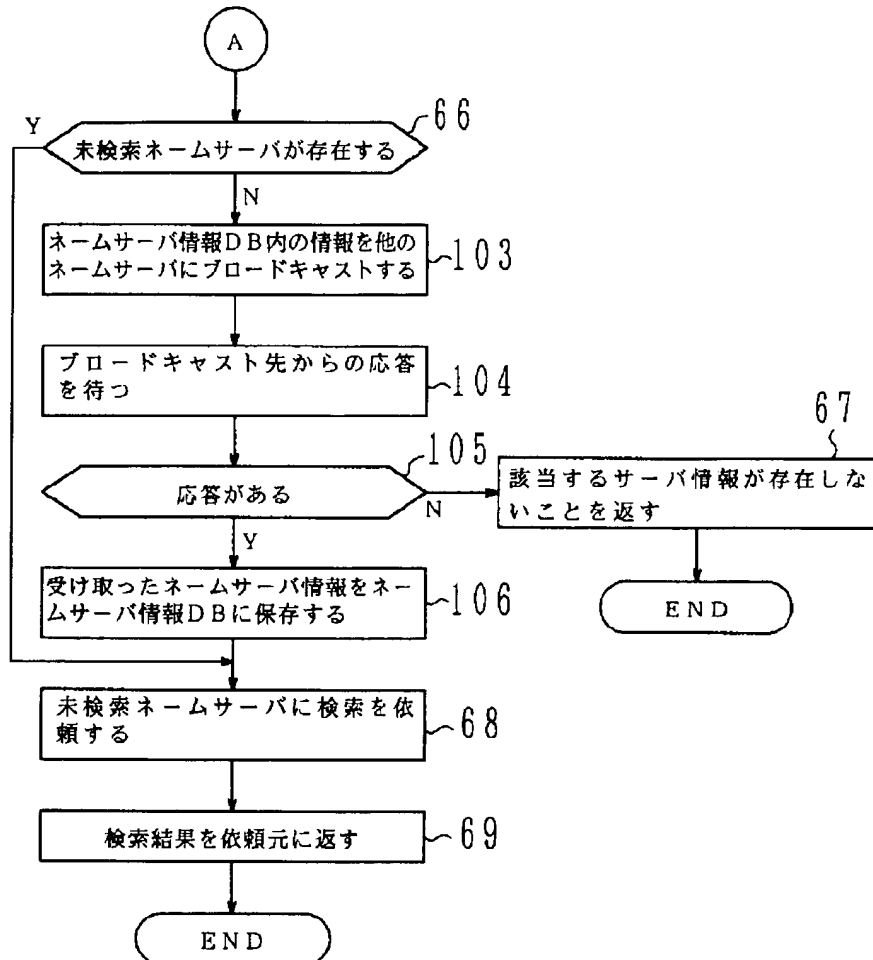 A
66
Y
未検索ネームサーバが存在する
N
ネームサーバ情報DB内の情報を他の
ネームサーバにブロードキャストする
103
ブロードキャスト先からの応答
を待つ
104
105
応答がある
N
Y
67
該当するサーバ情報が存在しな
いことを返す
END
受け取ったネームサーバ情報をネー
ムサーバ情報DBに保存する
106
未検索ネームサーバに検索を依
頼する
68
検索結果を依頼元に返す
69
END